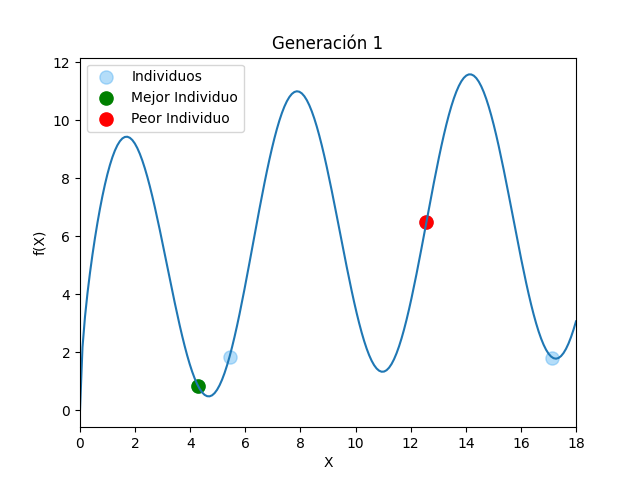 Generación 1
Individuos
Mejor Individuo
Peor Individuo
12
10
8
6
4
2
0
f(X)
0 2 4 6 8 10 12 14 16 18
X